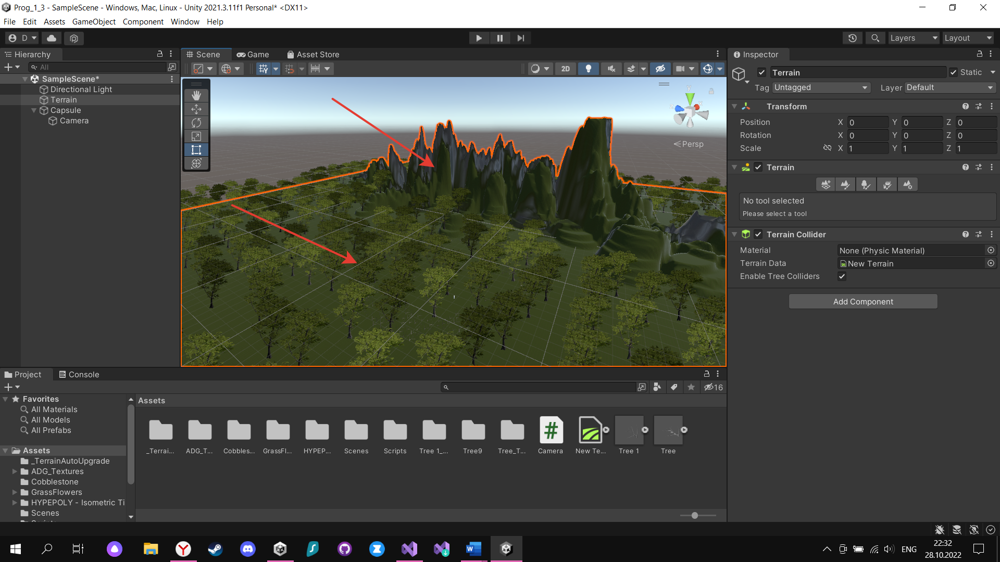 Prog_1_3 - SampleScene - Windows, Mac, Linux - Unity 2021.3.11f1 Personal* <DX11>
File Edit Assets GameObject Component Window Help
D Layers Layout
Hierarchy
All
SampleScene*
Directional Light
Terrain
Capsule
Camera
Scene Game Asset Store
2D
y
x
z
Persp
Inspector
Terrain Static
Tag Untagged Layer Default
Transform
Position X 0 Y 0 Z 0
Rotation X 0 Y 0 Z 0
Scale X 1 Y 1 Z 1
Terrain
No tool selected
Please select a tool
Terrain Collider
Material None (Physic Material)
Terrain Data New Terrain
Enable Tree Colliders
Add Component
Project Console
16
Favorites
All Materials
All Models
All Prefabs
Assets
_TerrainAutoUpgrade
ADG_Textures
Cobblestone
GrassFlowers
HYPEPOLY - Isometric Ti
Scenes
Assets
_Terrai... ADG_T... Cobbles... GrassFl... HYPEP... Scenes Scripts Tree 1_... Tree9 Tree_T... Camera New Te... Tree 1 Tree
ENG
22:32
28.10.2022